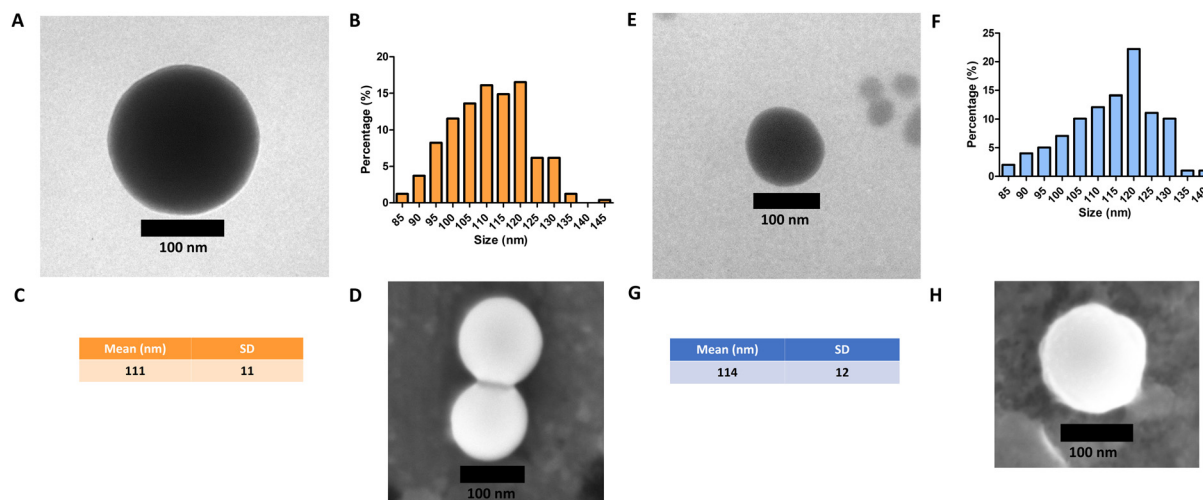 A
100 nm
B
Percentage (%)
20
15
10
5
0
85 90 95 100 105 110 115 120 125 130 135 140 145
Size (nm)
C
Mean (nm) SD
111 11
D
100 nm
E
100 nm
F
Percentage (%)
25
20
15
10
5
0
85 90 95 100 105 110 115 120 125 130 135 145
Size (nm)
G
Mean (nm) SD
114 12
H
100 nm